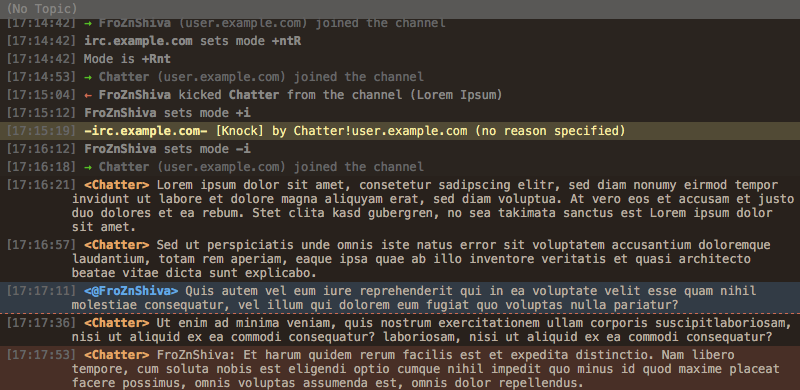 (No Topic)
[17:14:42] → FroZnShiva (user.example.com) joined the channel
[17:14:42] irc.example.com sets mode +ntR
[17:14:42] Mode is +Rnt
[17:14:53] → Chatter (user.example.com) joined the channel
[17:15:04] ← FroZnShiva kicked Chatter from the channel (Lorem Ipsum)
[17:15:12] FroZnShiva sets mode +i
[17:15:19] -irc.example.com- [Knock] by Chatter!user.example.com (no reason specified)
[17:16:12] FroZnShiva sets mode -i
[17:16:18] → Chatter (user.example.com) joined the channel
[17:16:21] <Chatter> Lorem ipsum dolor sit amet, consetetur sadipscing elitr, sed diam nonumy eirmod tempor
invidunt ut labore et dolore magna aliquyam erat, sed diam voluptua. At vero eos et accusam et justo
duo dolores et ea rebum. Stet clita kasd gubergren, no sea takimata sanctus est Lorem ipsum dolor
sit amet.
[17:16:57] <Chatter> Sed ut perspiciatis unde omnis iste natus error sit voluptatem accusantium doloremque
laudantium, totam rem aperiam, eaque ipsa quae ab illo inventore veritatis et quasi architecto
beatae vitae dicta sunt explicabo.
[17:17:11] <@FroZnShiva> Quis autem vel eum iure reprehenderit qui in ea voluptate velit esse quam nihil
molestiae consequatur, vel illum qui dolorem eum fugiat quo voluptas nulla pariatur?
[17:17:36] <Chatter> Ut enim ad minima veniam, quis nostrum exercitationem ullam corporis suscipitlaboriosam,
nisi ut aliquid ex ea commodi consequatur? laboriosam, nisi ut aliquid ex ea commodi consequatur?
[17:17:53] <Chatter> FroZnShiva: Et harum quidem rerum facilis est et expedita distinctio. Nam libero
tempore, cum soluta nobis est eligendi optio cumque nihil impedit quo minus id quod maxime placeat
facere possimus, omnis voluptas assumenda est, omnis dolor repellendus.